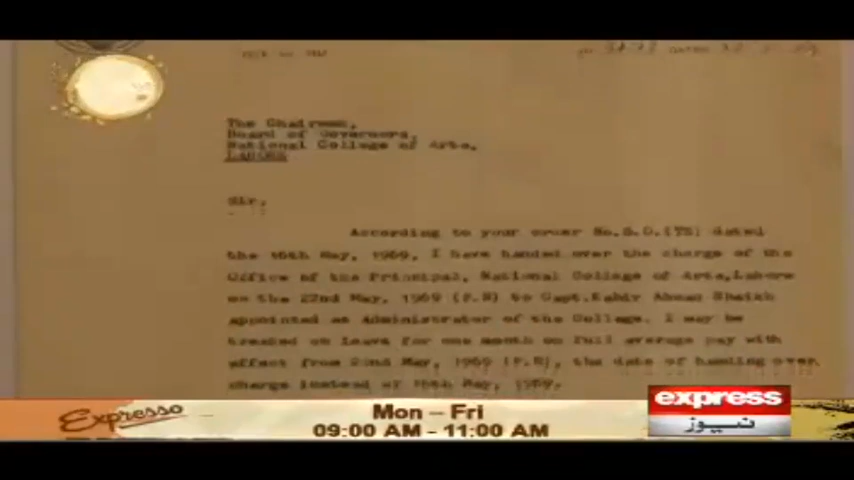 The Chairman,
Board of Governors,
National College of Arts,
LAHORE
Sir,
According to your order No.S.O.(TE) dated
the 16th May, 1969, I have handed over the charge of the
Office of the Principal, National College of Arts,Lahore
on the 22nd May, 1969 (F.N) to Capt.Kabir Ahmad Sheikh
appointed as Administrator of the College. I may be
treated on leave for one month on full average pay with
effect from 22nd May, 1969 (F.N), the date of handing over
charge instead of 16th May, 1969.
Expresso
Mon – Fri
09:00 AM - 11:00 AM
express
نیوز